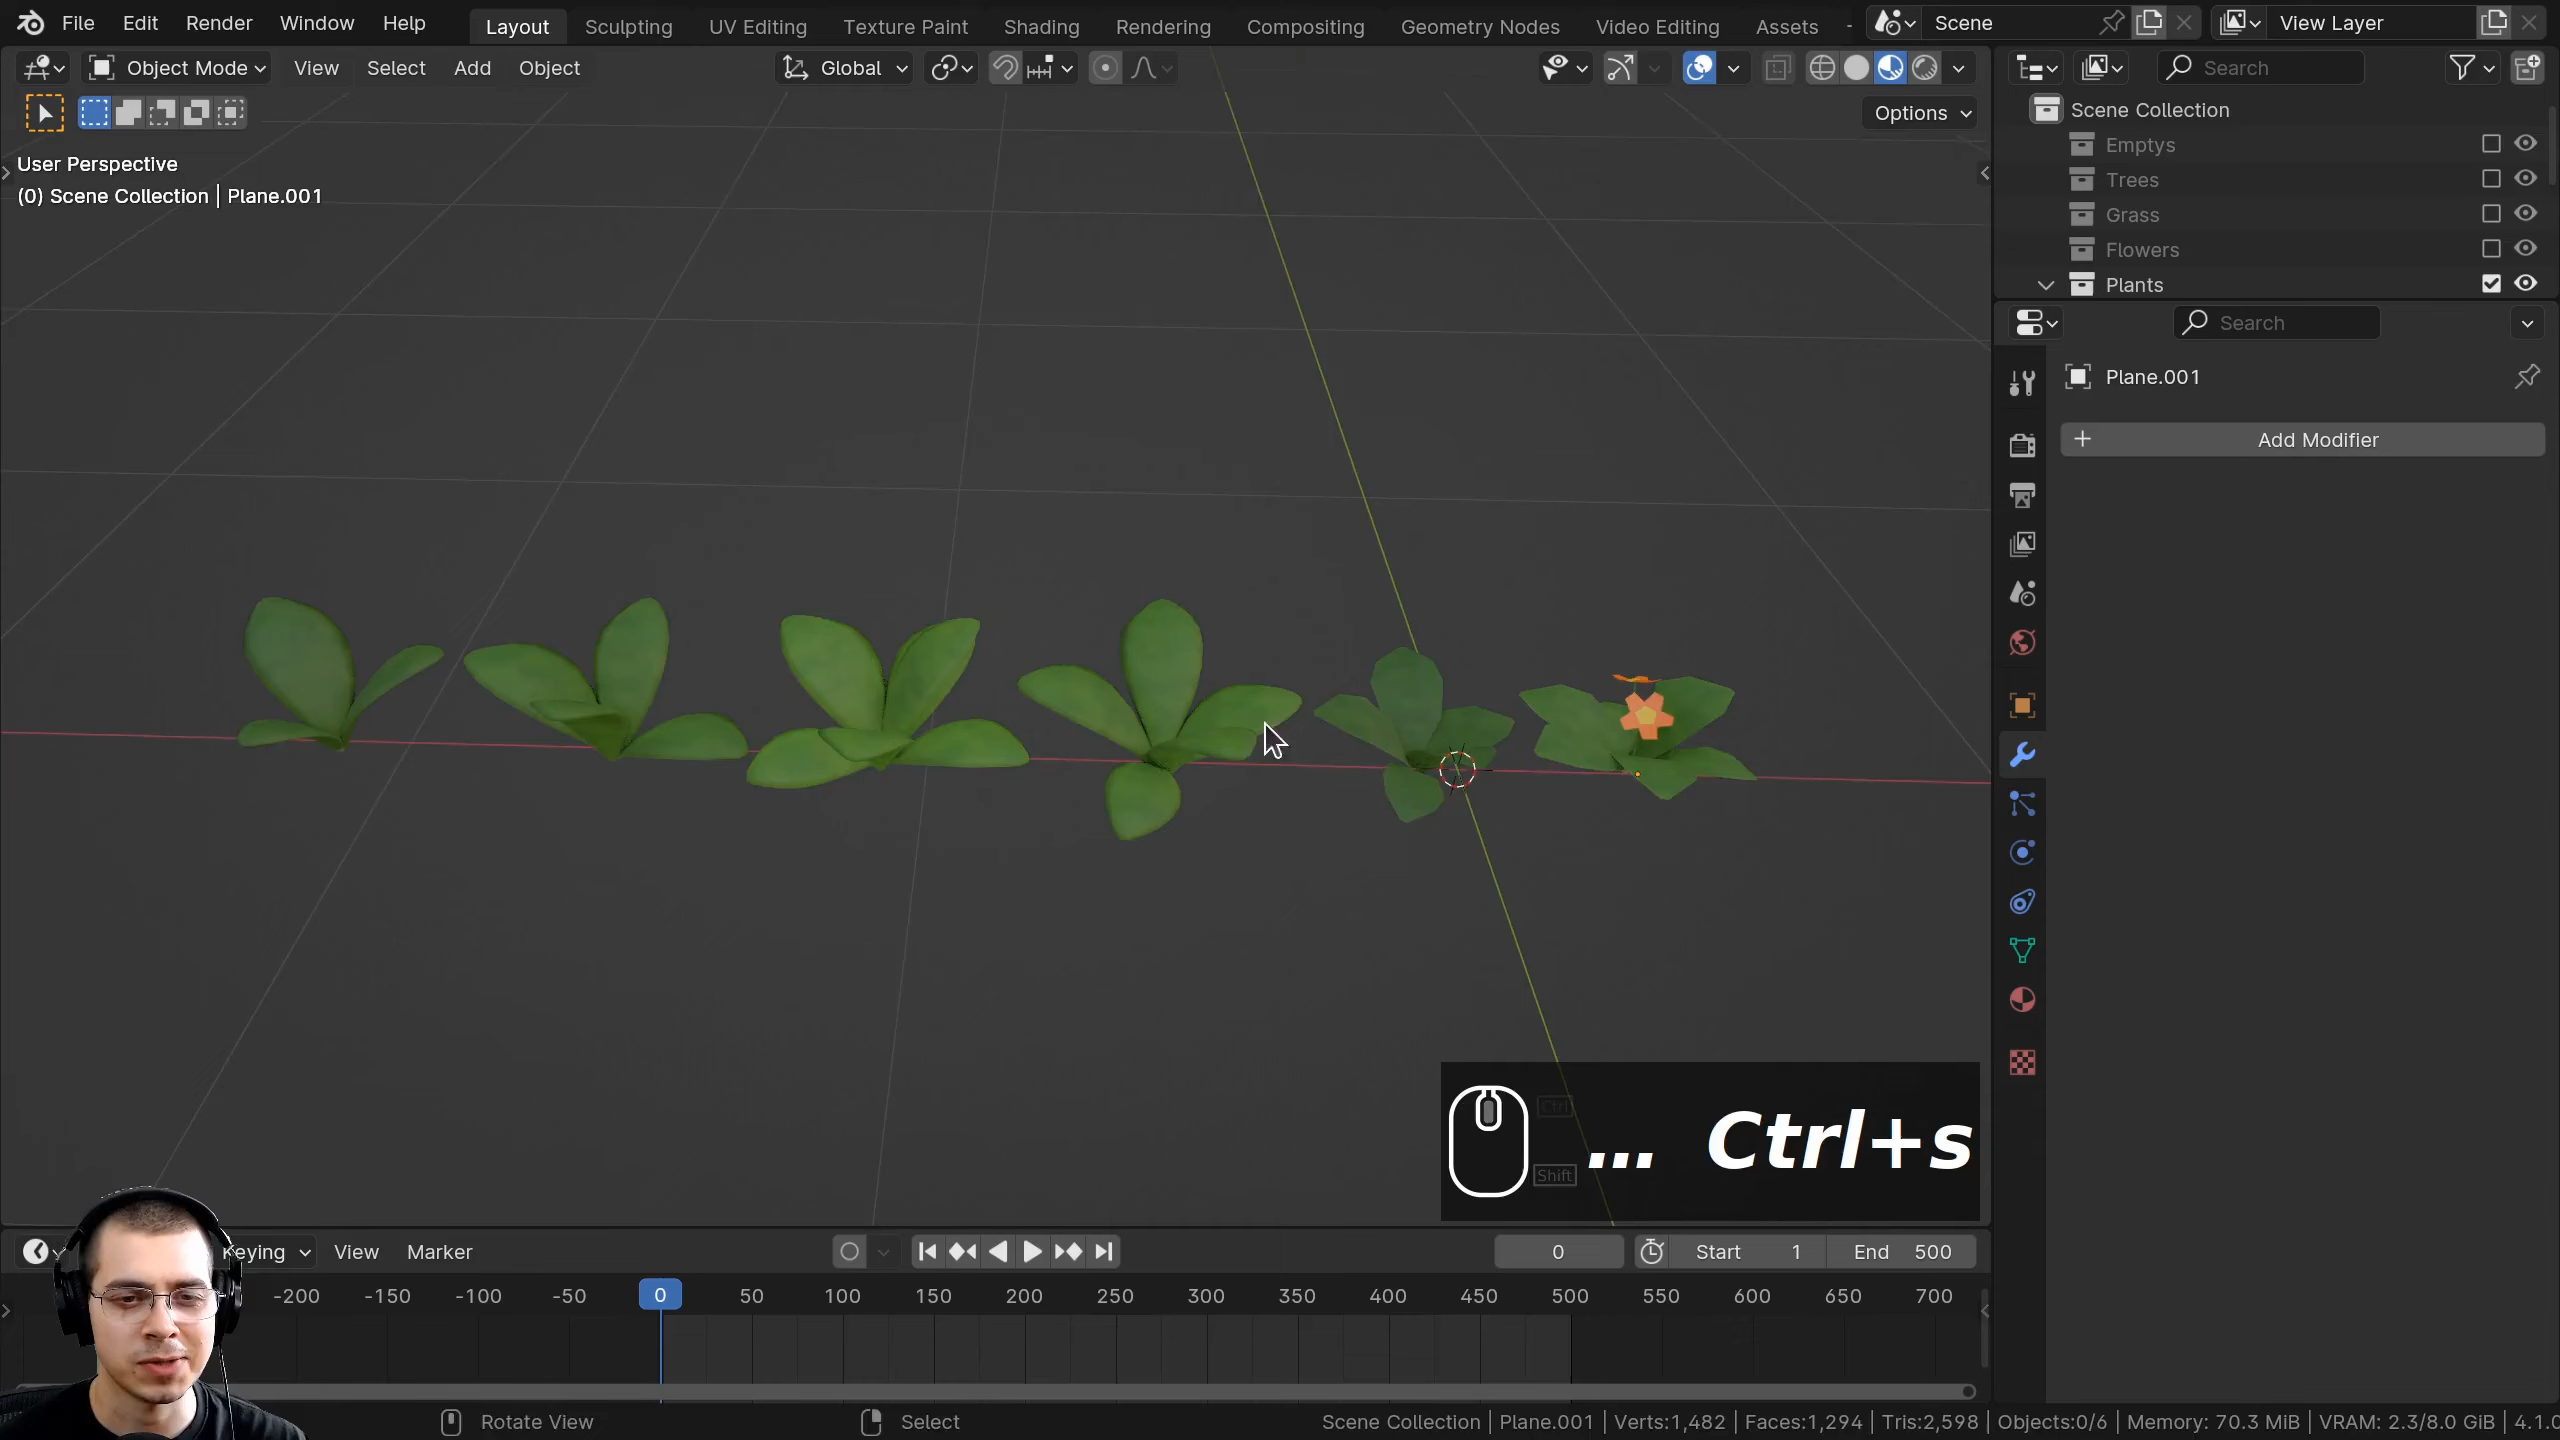 File Edit Render Window Help
Layout Sculpting UV Editing Texture Paint Shading Rendering Compositing Geometry Nodes Video Editing Assets
Scene
View Layer
Object Mode View Select Add Object
Global
Search
Options
User Perspective
(0) Scene Collection | Plane.001
Scene Collection
Emptys
Trees
Grass
Flowers
Plants
Search
Plane.001
+ Add Modifier
Ctrl
Shift
... Ctrl+s
Keying View Marker
0
Start 1
End 500
-200 -150 -100 -50 0 50 100 150 200 250 300 350 400 450 500 550 600 650 700
Rotate View
Select
Scene Collection | Plane.001 | Verts:1,482 | Faces:1,294 | Tris:2,598 | Objects:0/6 | Memory: 70.3 MiB | VRAM: 2.3/8.0 GiB | 4.1.0